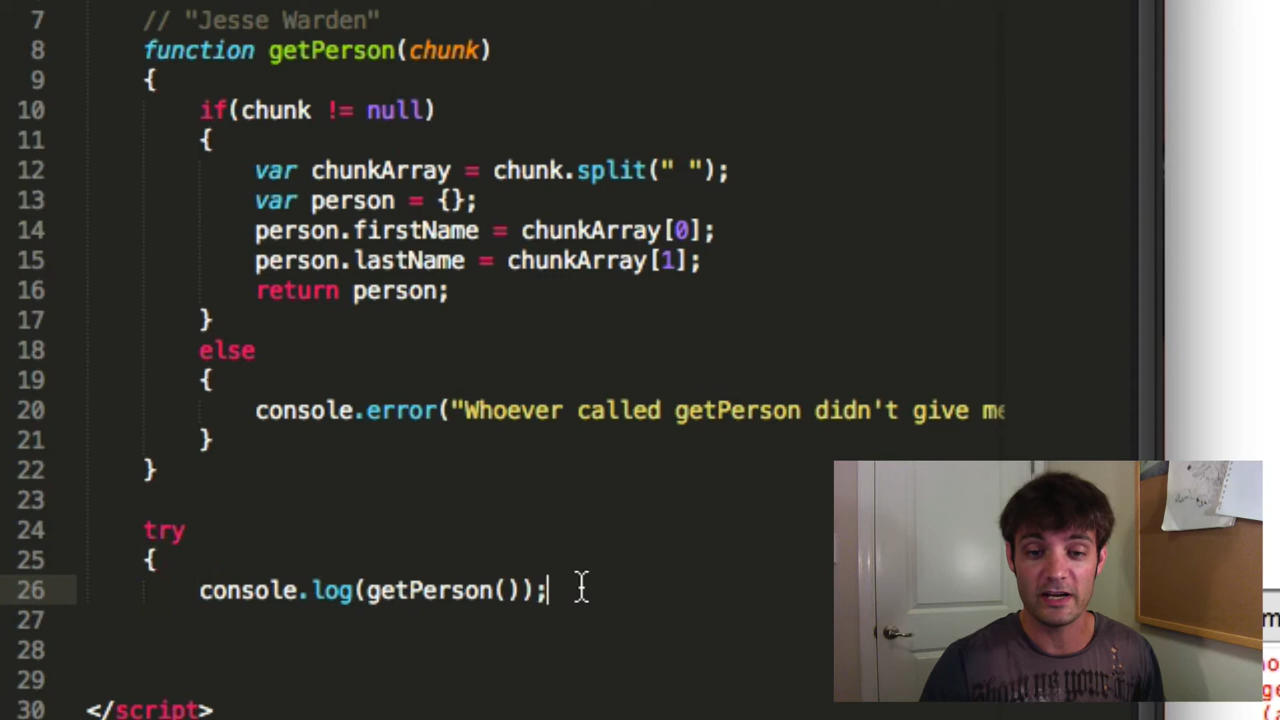 7 // "Jesse Warden"
8 function getPerson(chunk)
9 {
10 if(chunk != null)
11 {
12 var chunkArray = chunk.split(" ");
13 var person = {};
14 person.firstName = chunkArray[0];
15 person.lastName = chunkArray[1];
16 return person;
17 }
18 else
19 {
20 console.error("Whoever called getPerson didn't give me
21 }
22 }
23
24 try
25 {
26 console.log(getPerson());
27
28
29
30 </script>